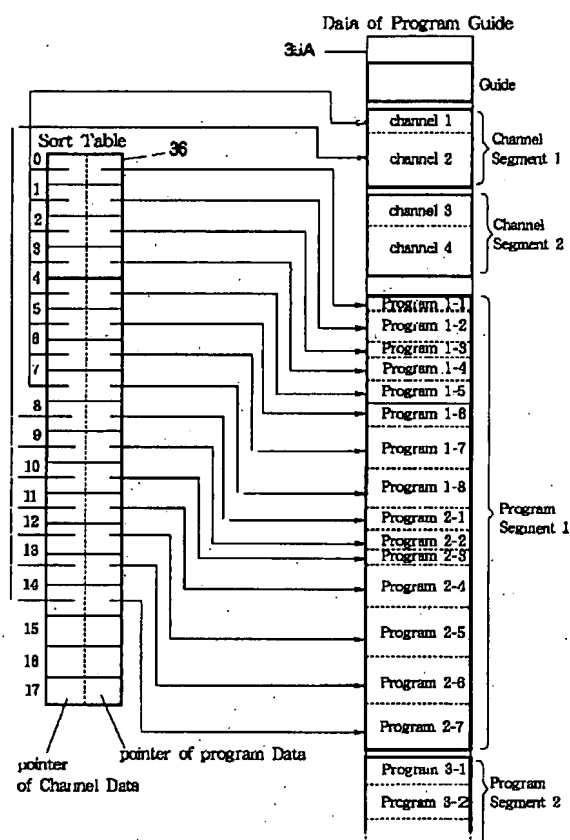 Data of Program Guide
35A
Guide
channel 1
channel 2
Channel
Segment 1
channel 3
channel 4
Channel
Segment 2
Sort Table
36
0
1
2
3
4
5
6
7
8
9
10
11
12
13
14
15
16
17
pointer
of Channel Data
pointer of program Data
Program 1-1
Program 1-2
Program 1-3
Program 1-4
Program 1-5
Program 1-6
Program 1-7
Program 1-8
Program 2-1
Program 2-2
Program 2-3
Program 2-4
Program 2-5
Program 2-6
Program 2-7
Program
Segment 1
Program 3-1
Program 3-2
Program
Segment 2